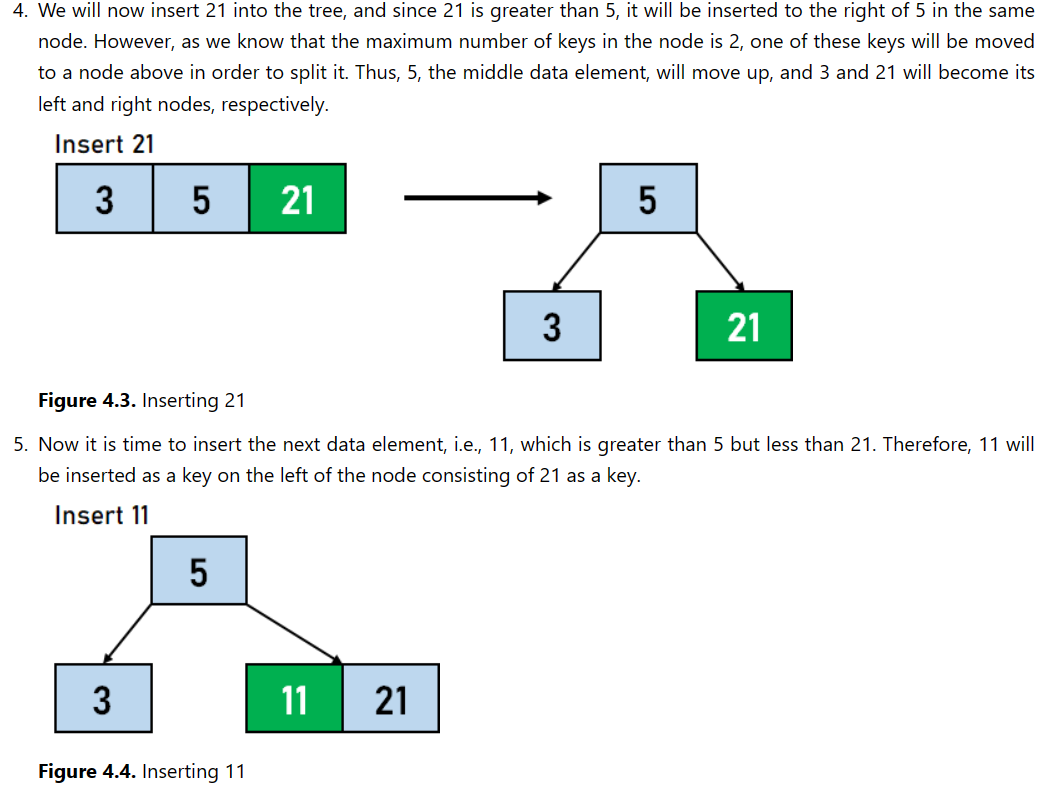 4. We will now insert 21 into the tree, and since 21 is greater than 5, it will be inserted to the right of 5 in the same
node. However, as we know that the maximum number of keys in the node is 2, one of these keys will be moved
to a node above in order to split it. Thus, 5, the middle data element, will move up, and 3 and 21 will become its
left and right nodes, respectively.
Insert 21
3 5 21
5
3 21
Figure 4.3. Inserting 21
5. Now it is time to insert the next data element, i.e., 11, which is greater than 5 but less than 21. Therefore, 11 will
be inserted as a key on the left of the node consisting of 21 as a key.
Insert 11
5
3 11 21
Figure 4.4. Inserting 11